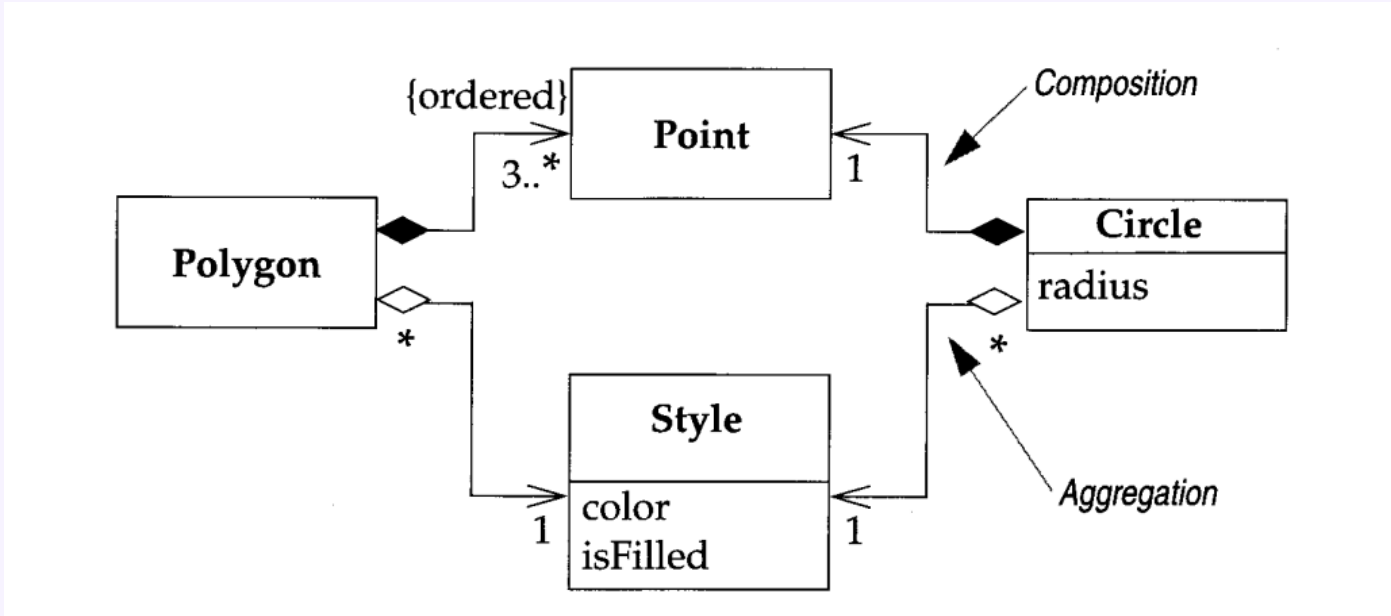 {ordered}
Point
Composition
3..*
1
Polygon
Circle
radius
*
*
Style
color
isFilled
1
1
Aggregation